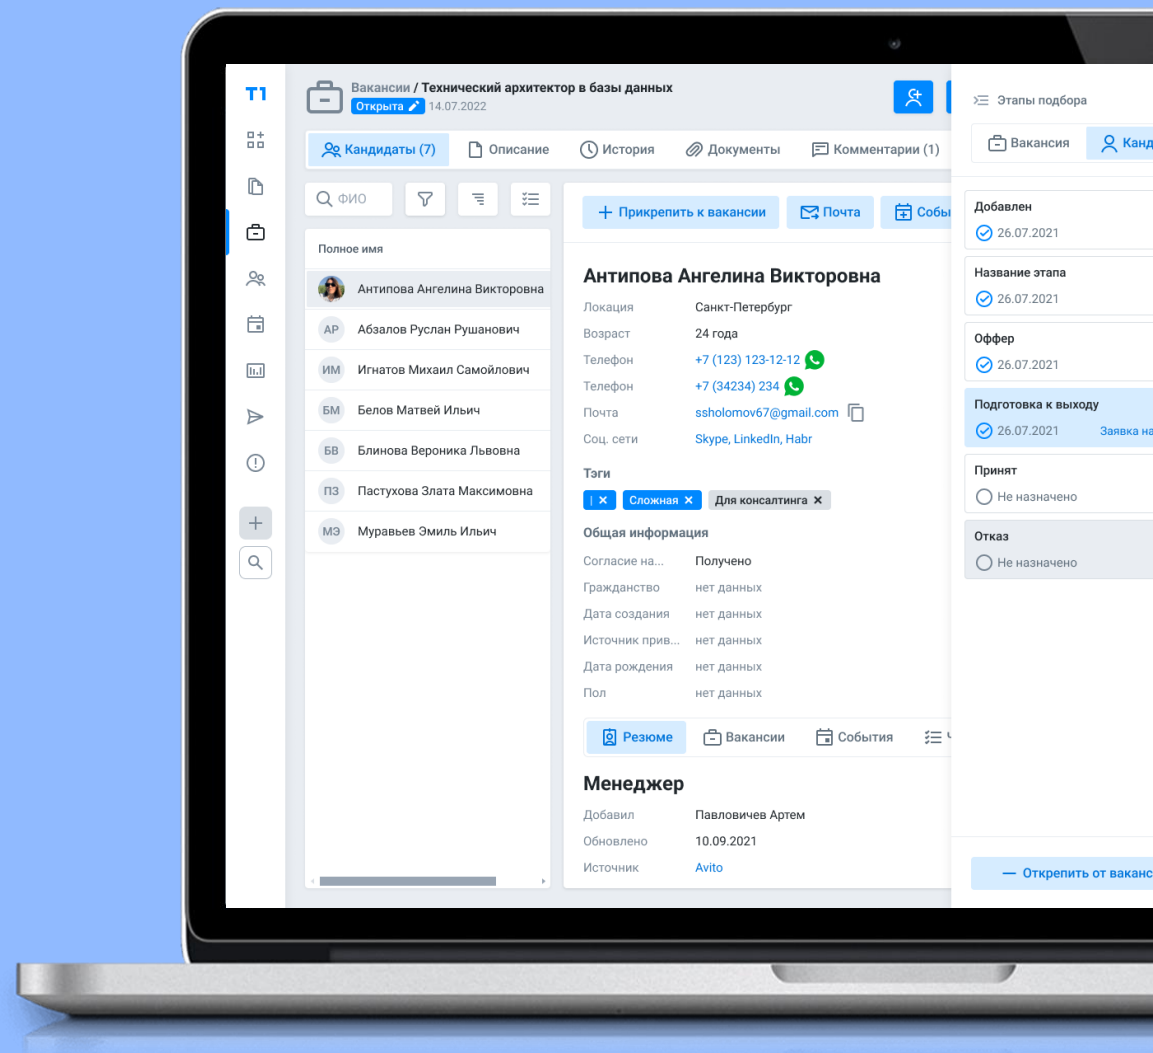 T1
Вакансии / Технический архитектор в базы данных
Открыта 14.07.2022
Кандидаты (7) Описание История Документы Комментарии (1)
ФИО
Полное имя
Антипова Ангелина Викторовна
АР Абзалов Руслан Рушанович
ИМ Игнатов Михаил Самойлович
БМ Белов Матвей Ильич
БВ Блинова Вероника Львовна
ПЗ Пастухова Злата Максимовна
МЭ Муравьев Эмиль Ильич
+ Прикрепить к вакансии Почта Собы
Антипова Ангелина Викторовна
Локация Санкт-Петербург
Возраст 24 года
Телефон +7 (123) 123-12-12
Телефон +7 (34234) 234
Почта ssholomov67@gmail.com
Соц. сети Skype, LinkedIn, Habr
Тэги
| × Сложная × Для консалтинга ×
Общая информация
Согласие на... Получено
Гражданство нет данных
Дата создания нет данных
Источник прив... нет данных
Дата рождения нет данных
Пол нет данных
Резюме Вакансии События
Менеджер
Добавил Павловичев Артем
Обновлено 10.09.2021
Источник Avito
Этапы подбора
Вакансия Канд
Добавлен
26.07.2021
Название этапа
26.07.2021
Оффер
26.07.2021
Подготовка к выходу
26.07.2021 Заявка на
Принят
Не назначено
Отказ
Не назначено
— Открепить от ваканс